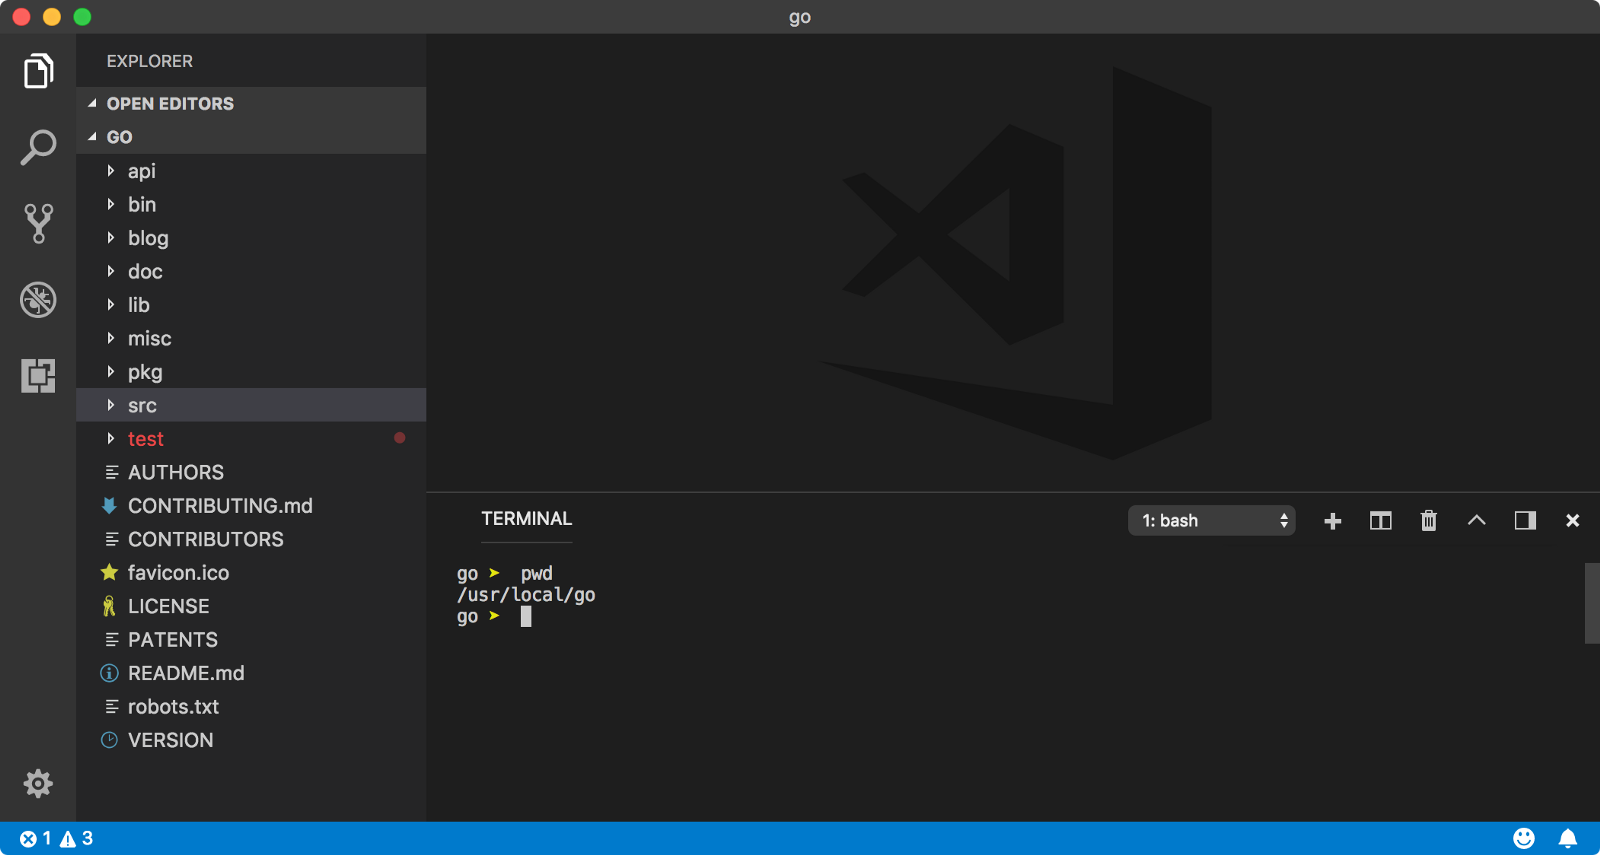 go
EXPLORER
OPEN EDITORS
GO
api
bin
blog
doc
lib
misc
pkg
src
test
AUTHORS
CONTRIBUTING.md
CONTRIBUTORS
favicon.ico
LICENSE
PATENTS
README.md
robots.txt
VERSION
TERMINAL
1: bash
go ➤ pwd
/usr/local/go
go ➤
1 3